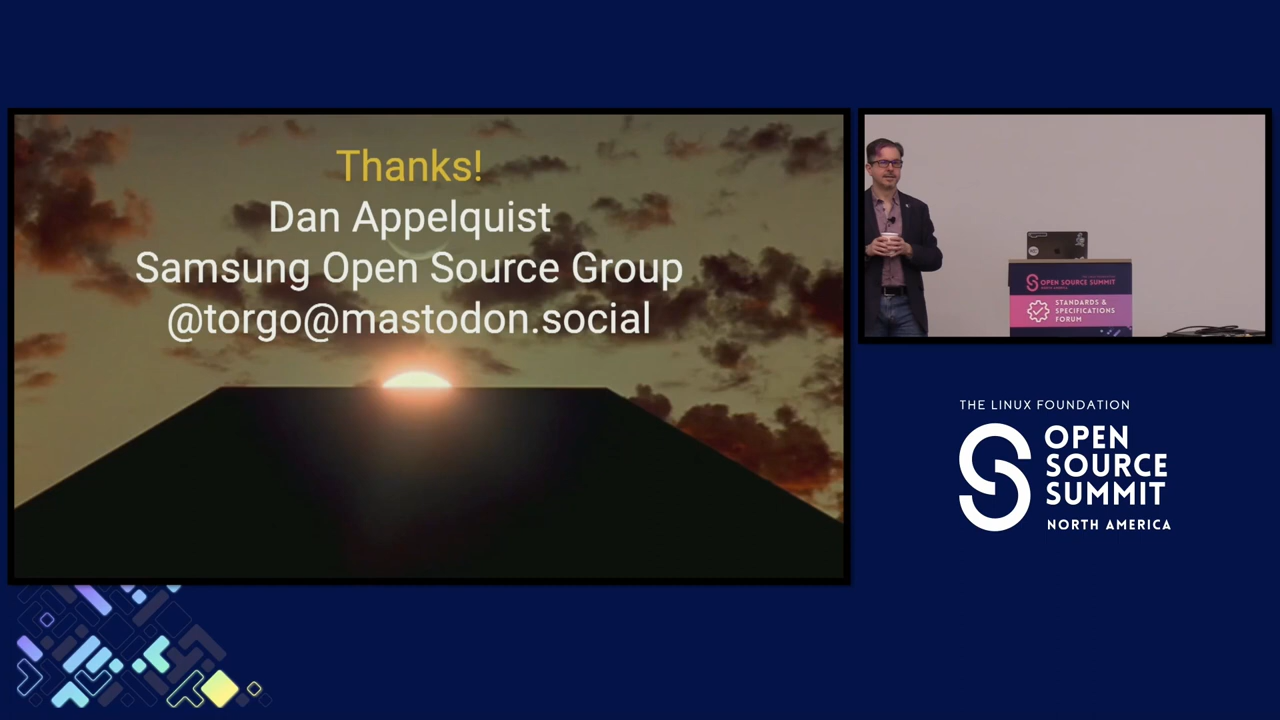 Thanks!
Dan Appelquist
Samsung Open Source Group
@torgo@mastodon.social
OPEN SOURCE SUMMIT
STANDARDS &
SPECIFICATIONS
FORUM
THE LINUX FOUNDATION
OPEN
SOURCE
SUMMIT
NORTH AMERICA